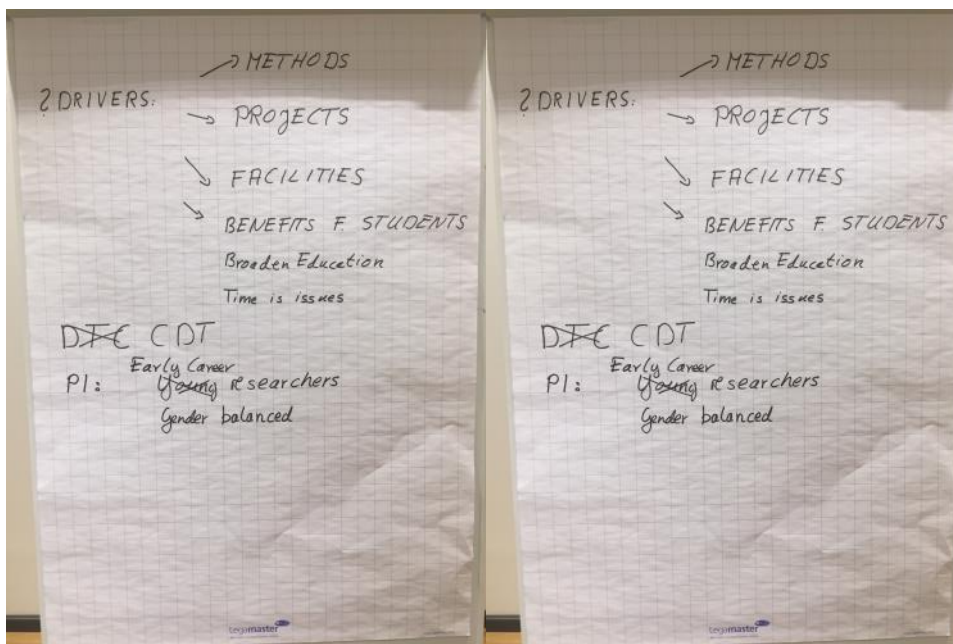 → METHODS
? DRIVERS:
→ PROJECTS
→ FACILITIES
→ BENEFITS F. STUDENTS
Broaden Education
Time is issues
DTC CDT
Early Career
PI: Young researchers
Gender balanced
legamaster
→ METHODS
? DRIVERS:
→ PROJECTS
→ FACILITIES
→ BENEFITS F. STUDENTS
Broaden Education
Time is issues
DTC CDT
Early Career
PI: Young researchers
Gender balanced
legamaster